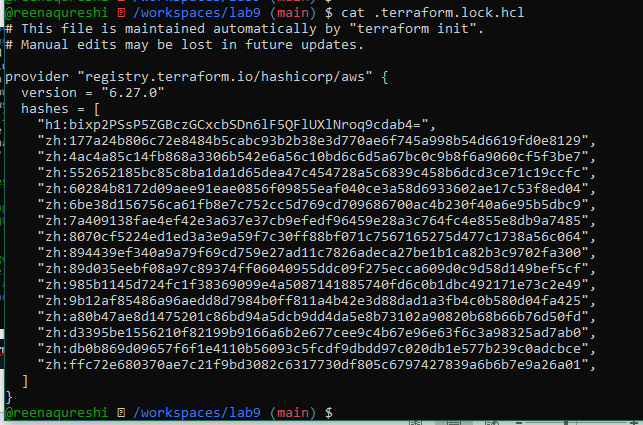 @reenaqureshi /workspaces/lab9 (main) $ cat .terraform.lock.hcl
# This file is maintained automatically by "terraform init".
# Manual edits may be lost in future updates.
provider "registry.terraform.io/hashicorp/aws" {
version = "6.27.0"
hashes = [
"h1:bixp2PSsP5ZGBczGCxcbSDn6lF5QFlUXlNroq9cdab4=",
"zh:177a24b806c72e8484b5cabc93b2b38e3d770ae6f745a998b54d6619fd0e8129",
"zh:4ac4a85c14fb868a3306b542e6a56c10bd6c6d5a67bc0c9b8f6a9060cf5f3be7",
"zh:552652185bc85c8ba1da1d65dea47c454728a5c6839c458b6dcd3ce71c19ccfc",
"zh:60284b8172d09aee91eae0856f09855eaf040ce3a58d6933602ae17c53f8ed04",
"zh:6be38d156756ca61fb8e7c752cc5d769cd709686700ac4b230f40a6e95b5dbc9",
"zh:7a409138fae4ef42e3a637e37cb9efedf96459e28a3c764fc4e855e8db9a7485",
"zh:8070cf5224ed1ed3a3e9a59f7c30ff88bf071c7567165275d477c1738a56c064",
"zh:894439ef340a9a79f69cd759e27ad11c7826adeca27be1b1ca82b3c9702fa300",
"zh:89d035eebf08a97c89374ff06040955ddc09f275ecca609d0c9d58d149bef5cf",
"zh:985b1145d724fc1f38369099e4a5087141885740fd6c0b1dbc492171e73c2e49",
"zh:9b12af85486a96aedd8d7984b0ff811a4b42e3d88dad1a3fb4c0b580d04fa425",
"zh:a80b47ae8d1475201c86bd94a5dcb9dd4da5e8b73102a90820b68b66b76d50fd",
"zh:d3395be1556210f82199b9166a6b2e677cee9c4b67e96e63f6c3a98325ad7ab0",
"zh:db0b869d09657f6f1e4110b56093c5fcdf9dbdd97c020db1e577b239c0adcbce",
"zh:ffc72e680370ae7c21f9bd3082c6317730df805c6797427839a6b6b7e9a26a01",
]
}
@reenaqureshi /workspaces/lab9 (main) $